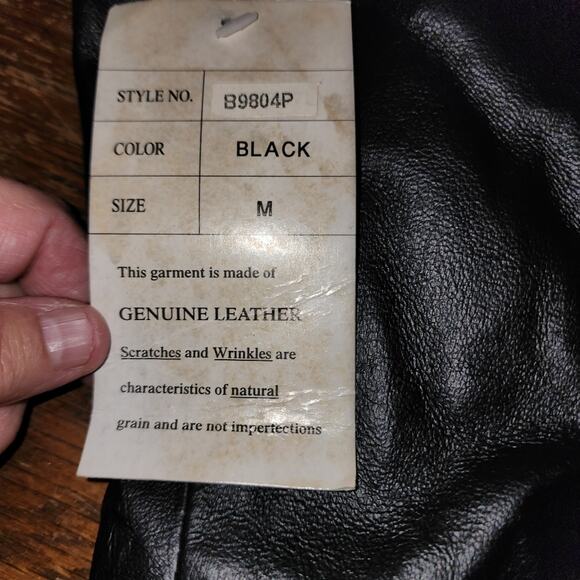 STYLE NO. B9804P
COLOR BLACK
SIZE M
This garment is made of
GENUINE LEATHER
Scratches and Wrinkles are
characteristics of natural
grain and are not imperfections